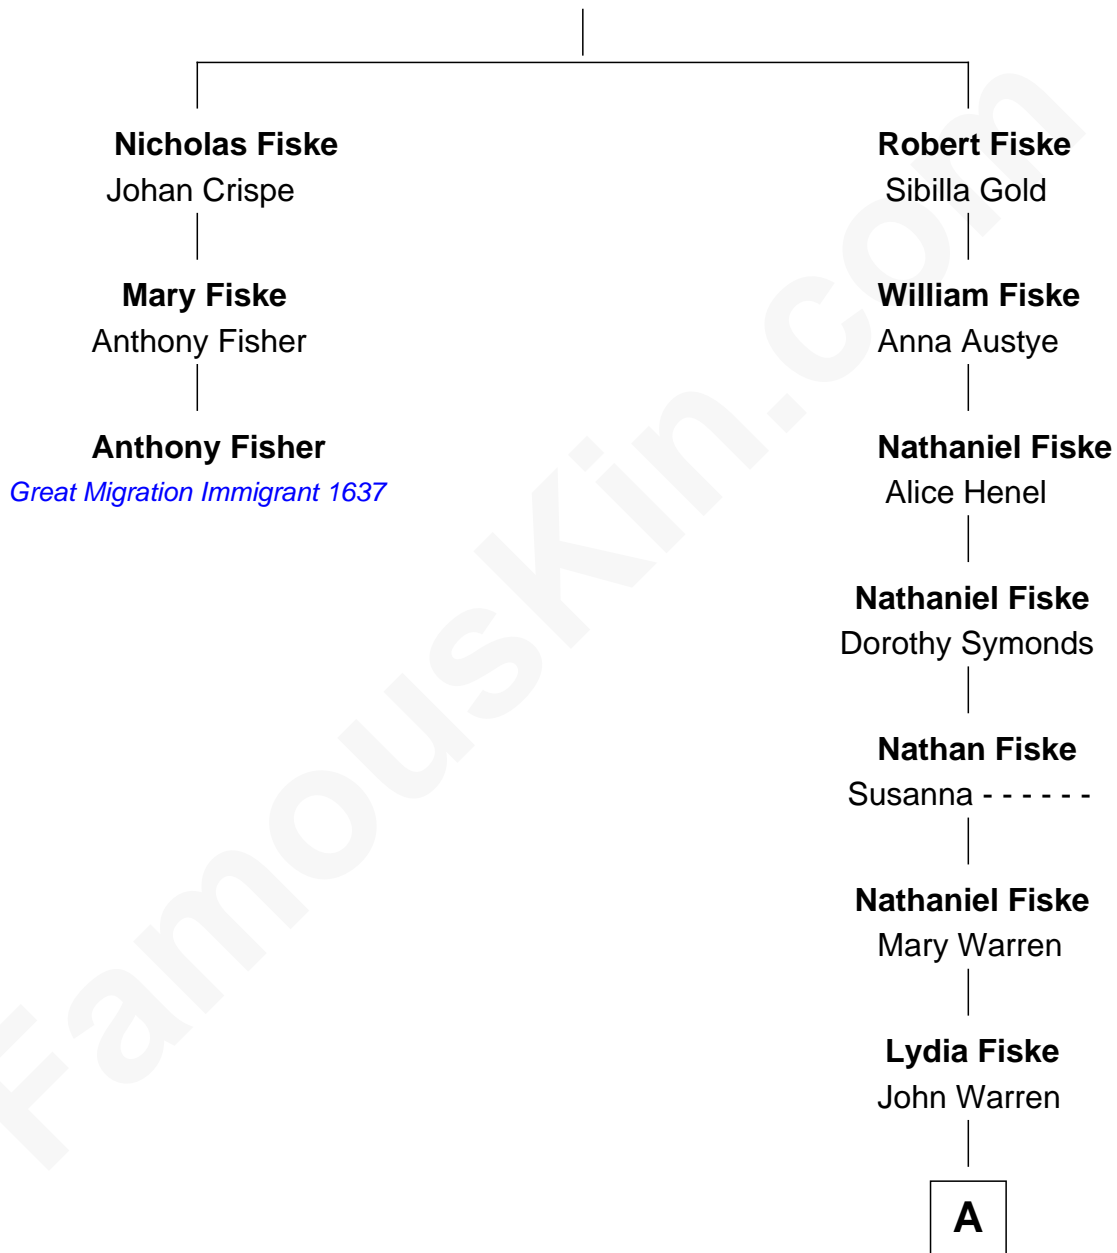 Nicholas Fiske
Johan Crispe
Mary Fiske
Anthony Fisher
Anthony Fisher
Great Migration Immigrant 1637
Robert Fiske
Sibilla Gold
William Fiske
Anna Austye
Nathaniel Fiske
Alice Henel
Nathaniel Fiske
Dorothy Symonds
Nathan Fiske
Susanna - - - - - -
Nathaniel Fiske
Mary Warren
Lydia Fiske
John Warren
A
FamousKin.com